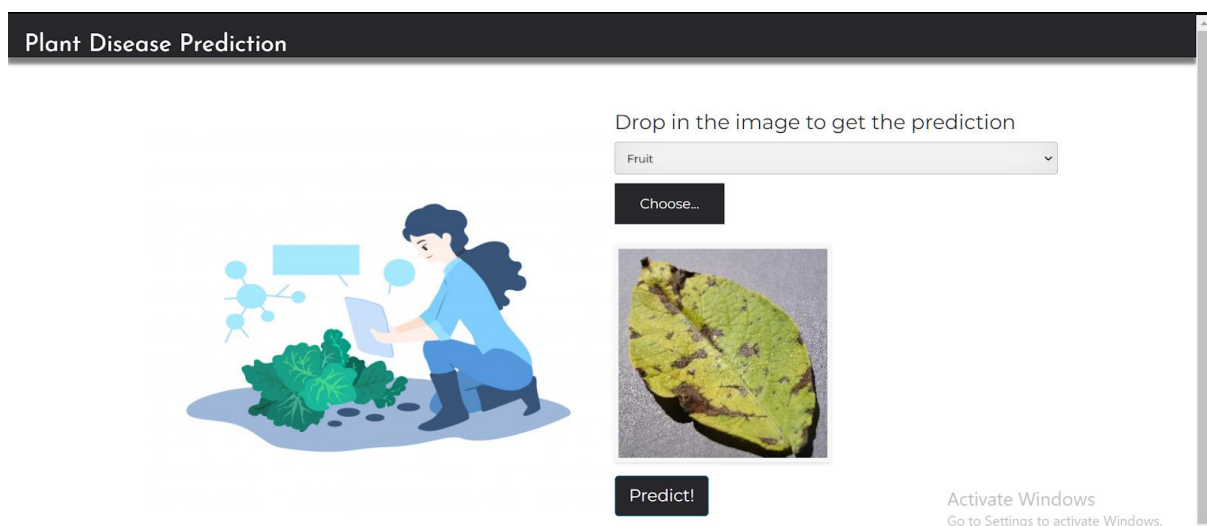 Plant Disease Prediction
Drop in the image to get the prediction
Fruit
Choose...
Predict!
Activate Windows
Go to Settings to activate Windows.